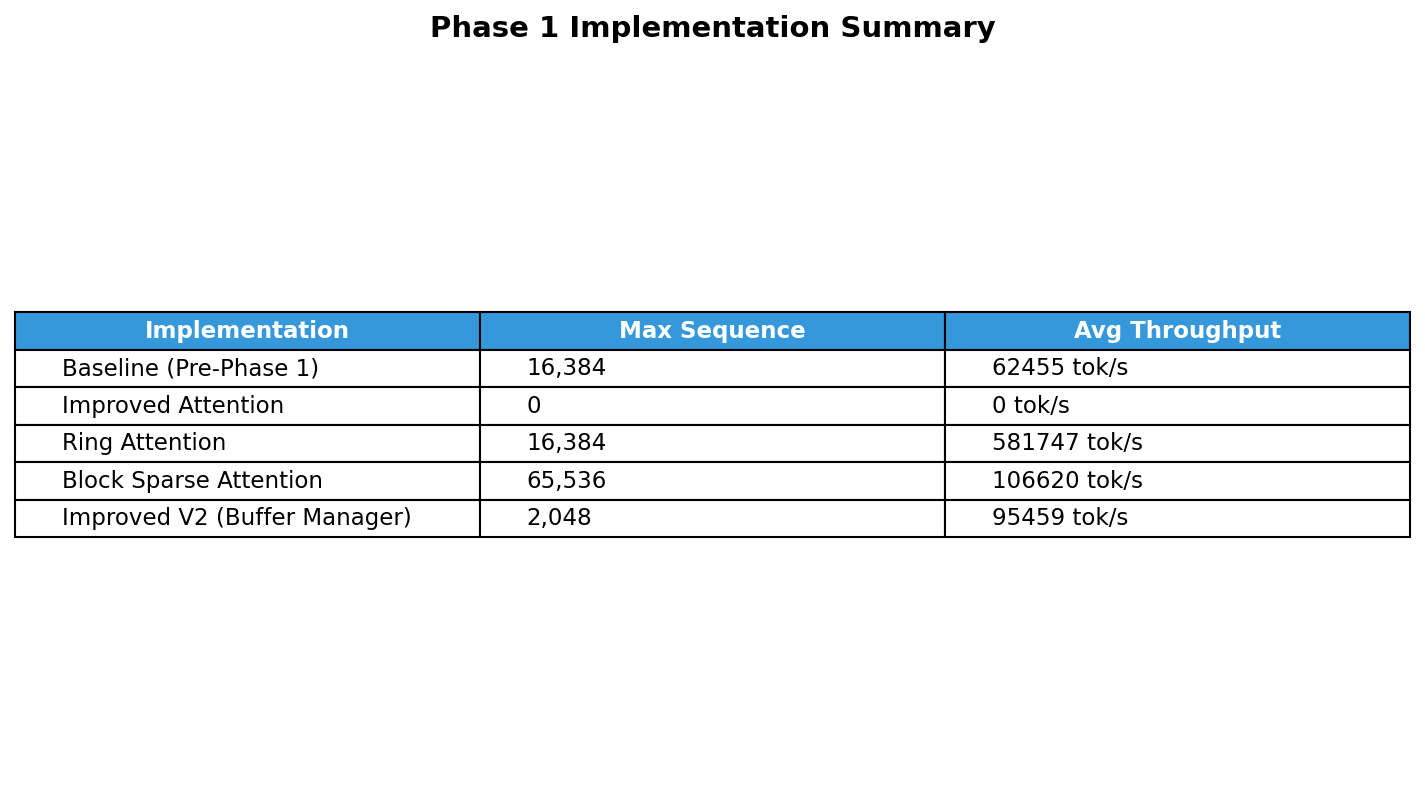 Phase 1 Implementation Summary
Implementation Max Sequence Avg Throughput
Baseline (Pre-Phase 1) 16,384 62455 tok/s
Improved Attention 0 0 tok/s
Ring Attention 16,384 581747 tok/s
Block Sparse Attention 65,536 106620 tok/s
Improved V2 (Buffer Manager) 2,048 95459 tok/s